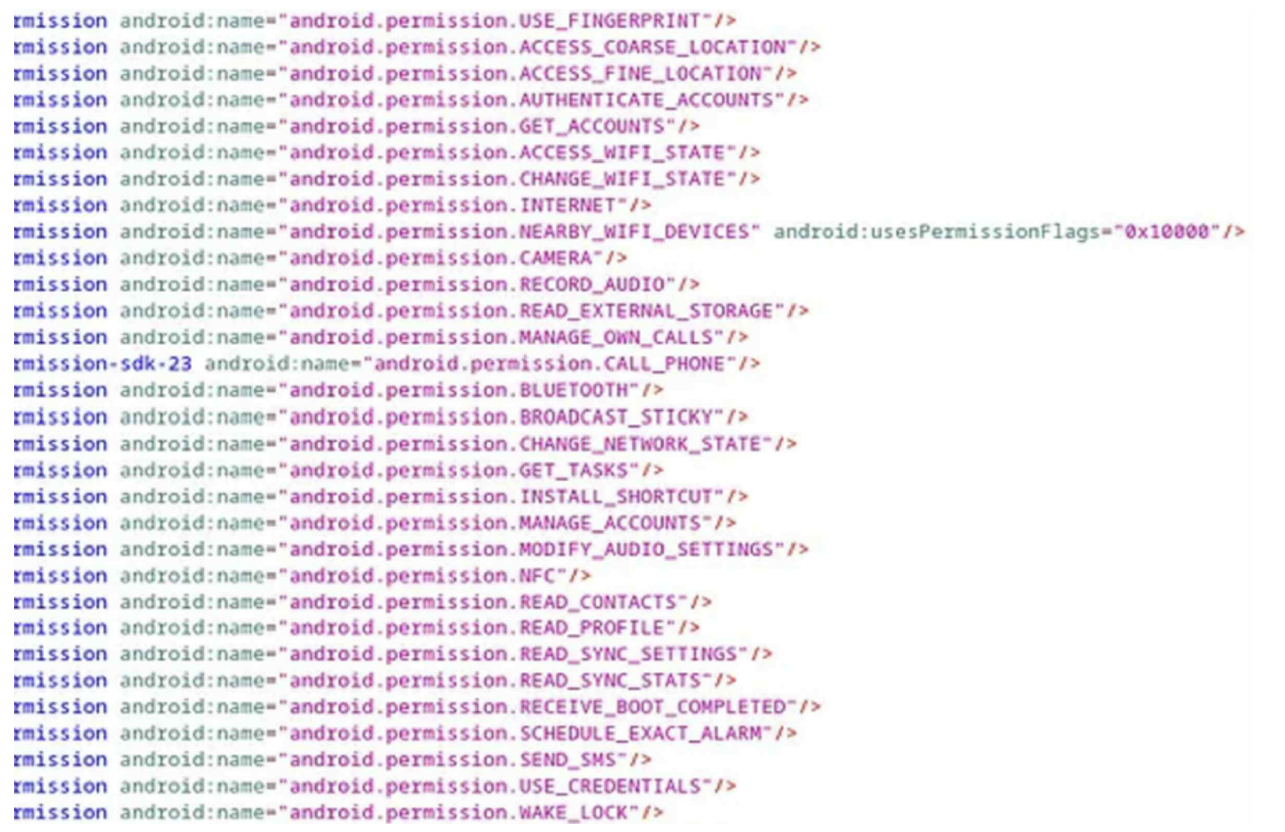 rmission android:name="android.permission.USE_FINGERPRINT"/>
rmission android:name="android.permission.ACCESS_COARSE_LOCATION"/>
rmission android:name="android.permission.ACCESS_FINE_LOCATION"/>
rmission android:name="android.permission.AUTHENTICATE_ACCOUNTS"/>
rmission android:name="android.permission.GET_ACCOUNTS"/>
rmission android:name="android.permission.ACCESS_WIFI_STATE"/>
rmission android:name="android.permission.CHANGE_WIFI_STATE"/>
rmission android:name="android.permission.INTERNET"/>
rmission android:name="android.permission.NEARBY_WIFI_DEVICES" android:usesPermissionFlags="0x10000"/>
rmission android:name="android.permission.CAMERA"/>
rmission android:name="android.permission.RECORD_AUDIO"/>
rmission android:name="android.permission.READ_EXTERNAL_STORAGE"/>
rmission android:name="android.permission.MANAGE_OWN_CALLS"/>
rmission-sdk-23 android:name="android.permission.CALL_PHONE"/>
rmission android:name="android.permission.BLUETOOTH"/>
rmission android:name="android.permission.BROADCAST_STICKY"/>
rmission android:name="android.permission.CHANGE_NETWORK_STATE"/>
rmission android:name="android.permission.GET_TASKS"/>
rmission android:name="android.permission.INSTALL_SHORTCUT"/>
rmission android:name="android.permission.MANAGE_ACCOUNTS"/>
rmission android:name="android.permission.MODIFY_AUDIO_SETTINGS"/>
rmission android:name="android.permission.NFC"/>
rmission android:name="android.permission.READ_CONTACTS"/>
rmission android:name="android.permission.READ_PROFILE"/>
rmission android:name="android.permission.READ_SYNC_SETTINGS"/>
rmission android:name="android.permission.READ_SYNC_STATS"/>
rmission android:name="android.permission.RECEIVE_BOOT_COMPLETED"/>
rmission android:name="android.permission.SCHEDULE_EXACT_ALARM"/>
rmission android:name="android.permission.SEND_SMS"/>
rmission android:name="android.permission.USE_CREDENTIALS"/>
rmission android:name="android.permission.WAKE_LOCK"/>